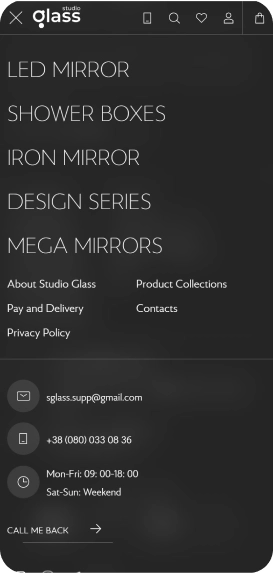 studio
glass
LED MIRROR
SHOWER BOXES
IRON MIRROR
DESIGN SERIES
MEGA MIRRORS
About Studio Glass
Product Collections
Pay and Delivery
Contacts
Privacy Policy
sglass.supp@gmail.com
+38 (080) 033 08 36
Mon-Fri: 09: 00-18: 00
Sat-Sun: Weekend
CALL ME BACK